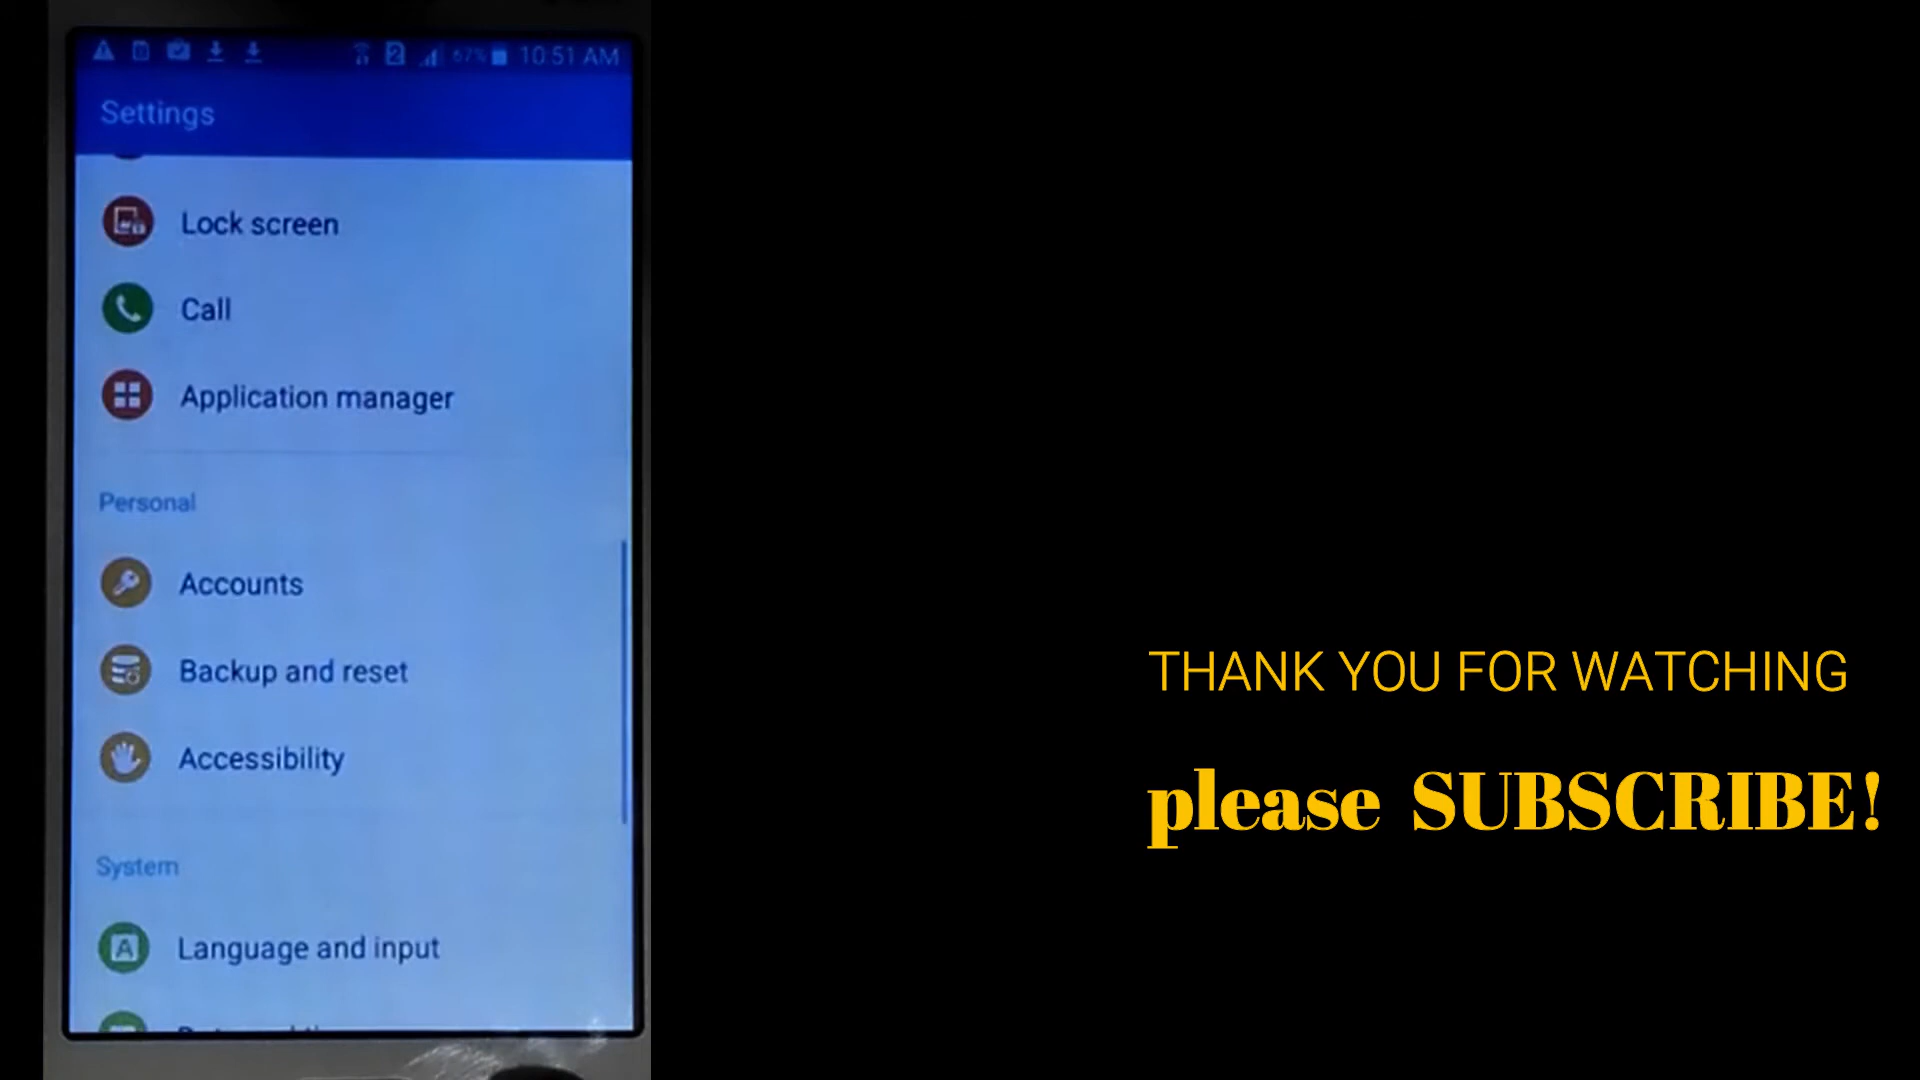 67% 10:51 AM
Settings
Lock screen
Call
Application manager
Personal
Accounts
Backup and reset
Accessibility
System
Language and input
THANK YOU FOR WATCHING
please SUBSCRIBE!